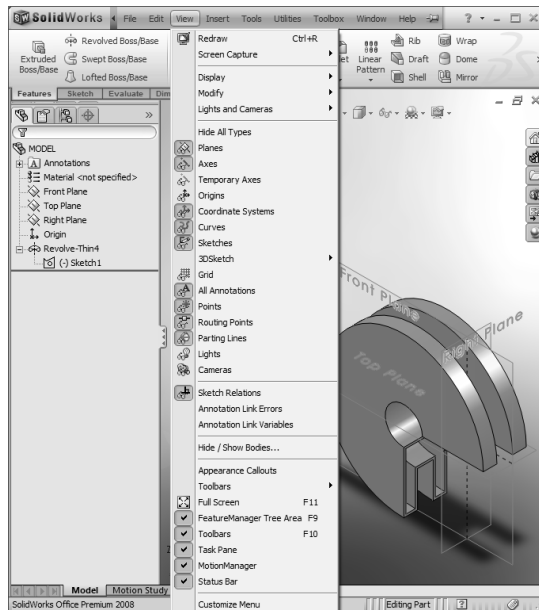 SolidWorks File Edit View Insert Tools Utilities Toolbox Window Help ?
Extruded Boss/Base
Revolved Boss/Base
Swept Boss/Base
Lofted Boss/Base
Linear Pattern
Rib Wrap
Draft Dome
Shell Mirror
Features Sketch Evaluate
MODEL
Annotations
Material <not specified>
Front Plane
Top Plane
Right Plane
Origin
Revolve-Thin4
(-) Sketch1
Redraw Ctrl+R
Screen Capture
Display
Modify
Lights and Cameras
Hide All Types
Planes
Axes
Temporary Axes
Origins
Coordinate Systems
Curves
Sketches
3DSketch
Grid
All Annotations
Points
Routing Points
Parting Lines
Lights
Cameras
Sketch Relations
Annotation Link Errors
Annotation Link Variables
Hide / Show Bodies...
Appearance Callouts
Toolbars
Full Screen F11
FeatureManager Tree Area F9
Toolbars F10
Task Pane
MotionManager
Status Bar
Customize Menu
Front Plane
Right Plane
Top Plane
Model Motion Study
SolidWorks Office Premium 2008
Editing Part ?